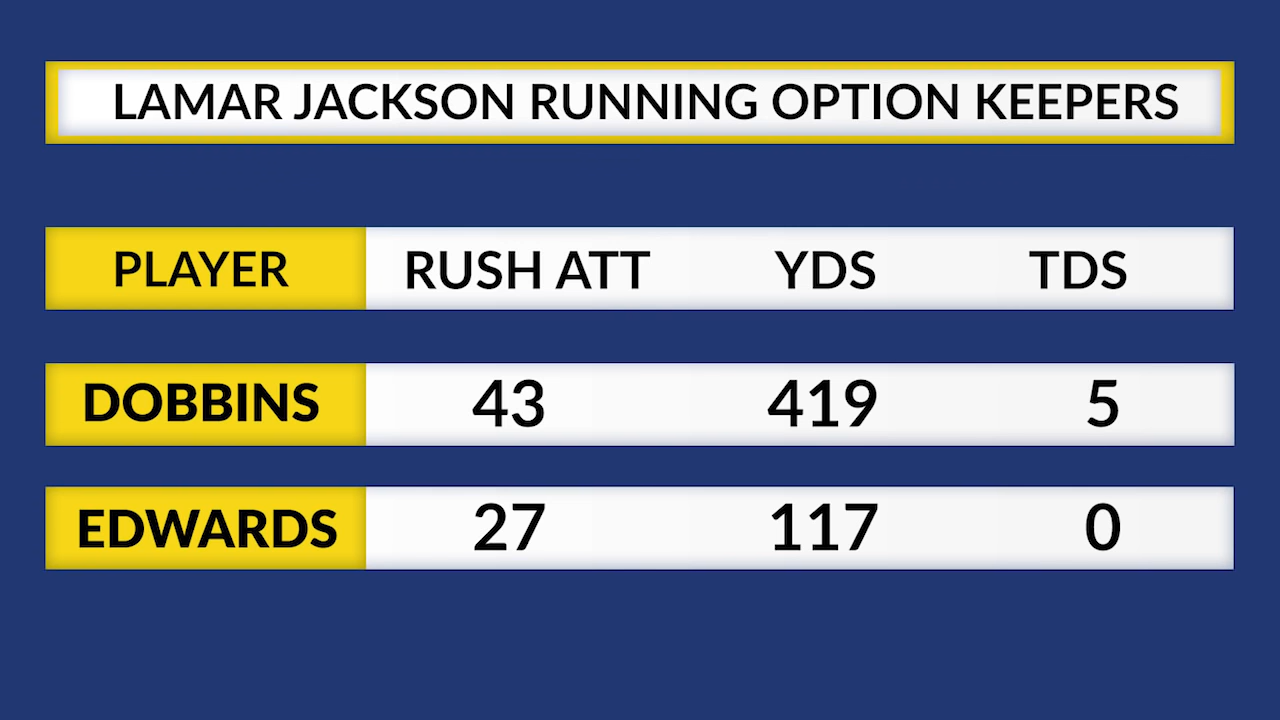 LAMAR JACKSON RUNNING OPTION KEEPERS
PLAYER RUSH ATT YDS TDS
DOBBINS 43 419 5
EDWARDS 27 117 0